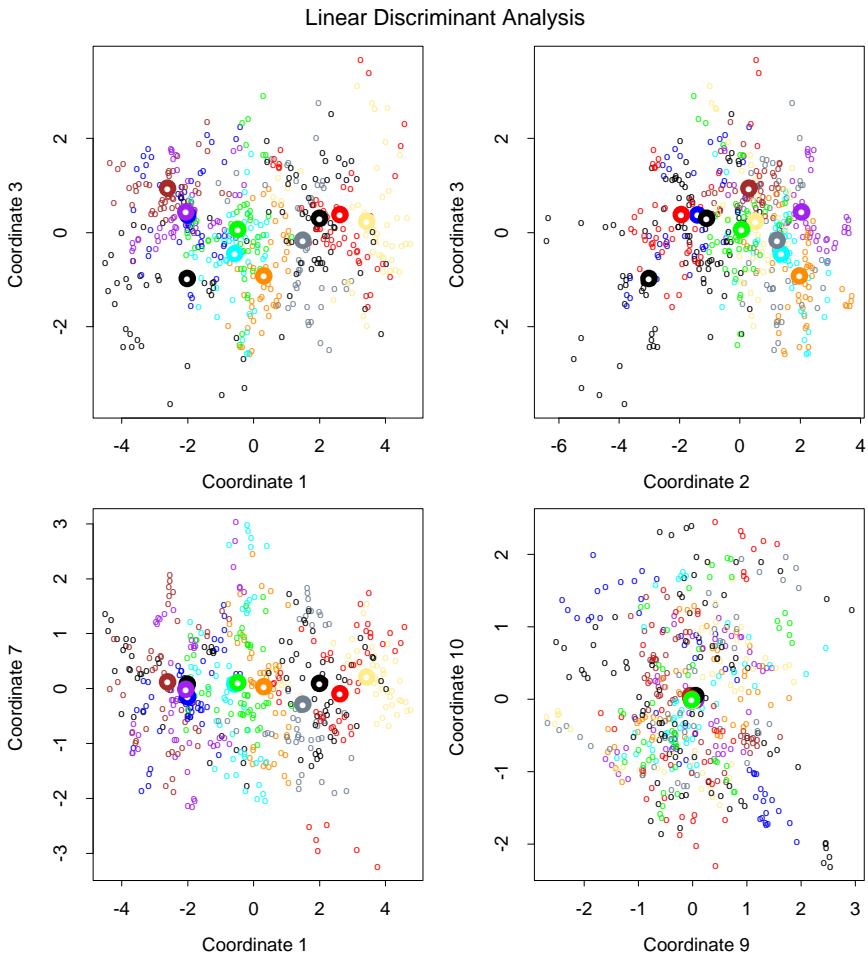 Linear Discriminant Analysis
Coordinate 3
2
0
-2
-4 -2 0 2 4
Coordinate 1
Coordinate 3
2
0
-2
-6 -4 -2 0 2 4
Coordinate 2
Coordinate 7
3
2
1
0
-1
-2
-3
-4 -2 0 2 4
Coordinate 1
Coordinate 10
2
1
0
-1
-2
-3 -2 -1 0 1 2 3
Coordinate 9